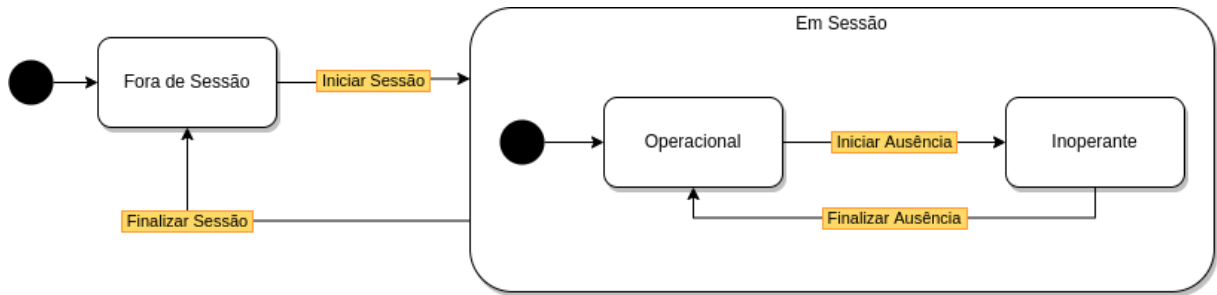 Em Sessão
Fora de Sessão
Iniciar Sessão
Operacional
Iniciar Ausência
Inoperante
Finalizar Sessão
Finalizar Ausência